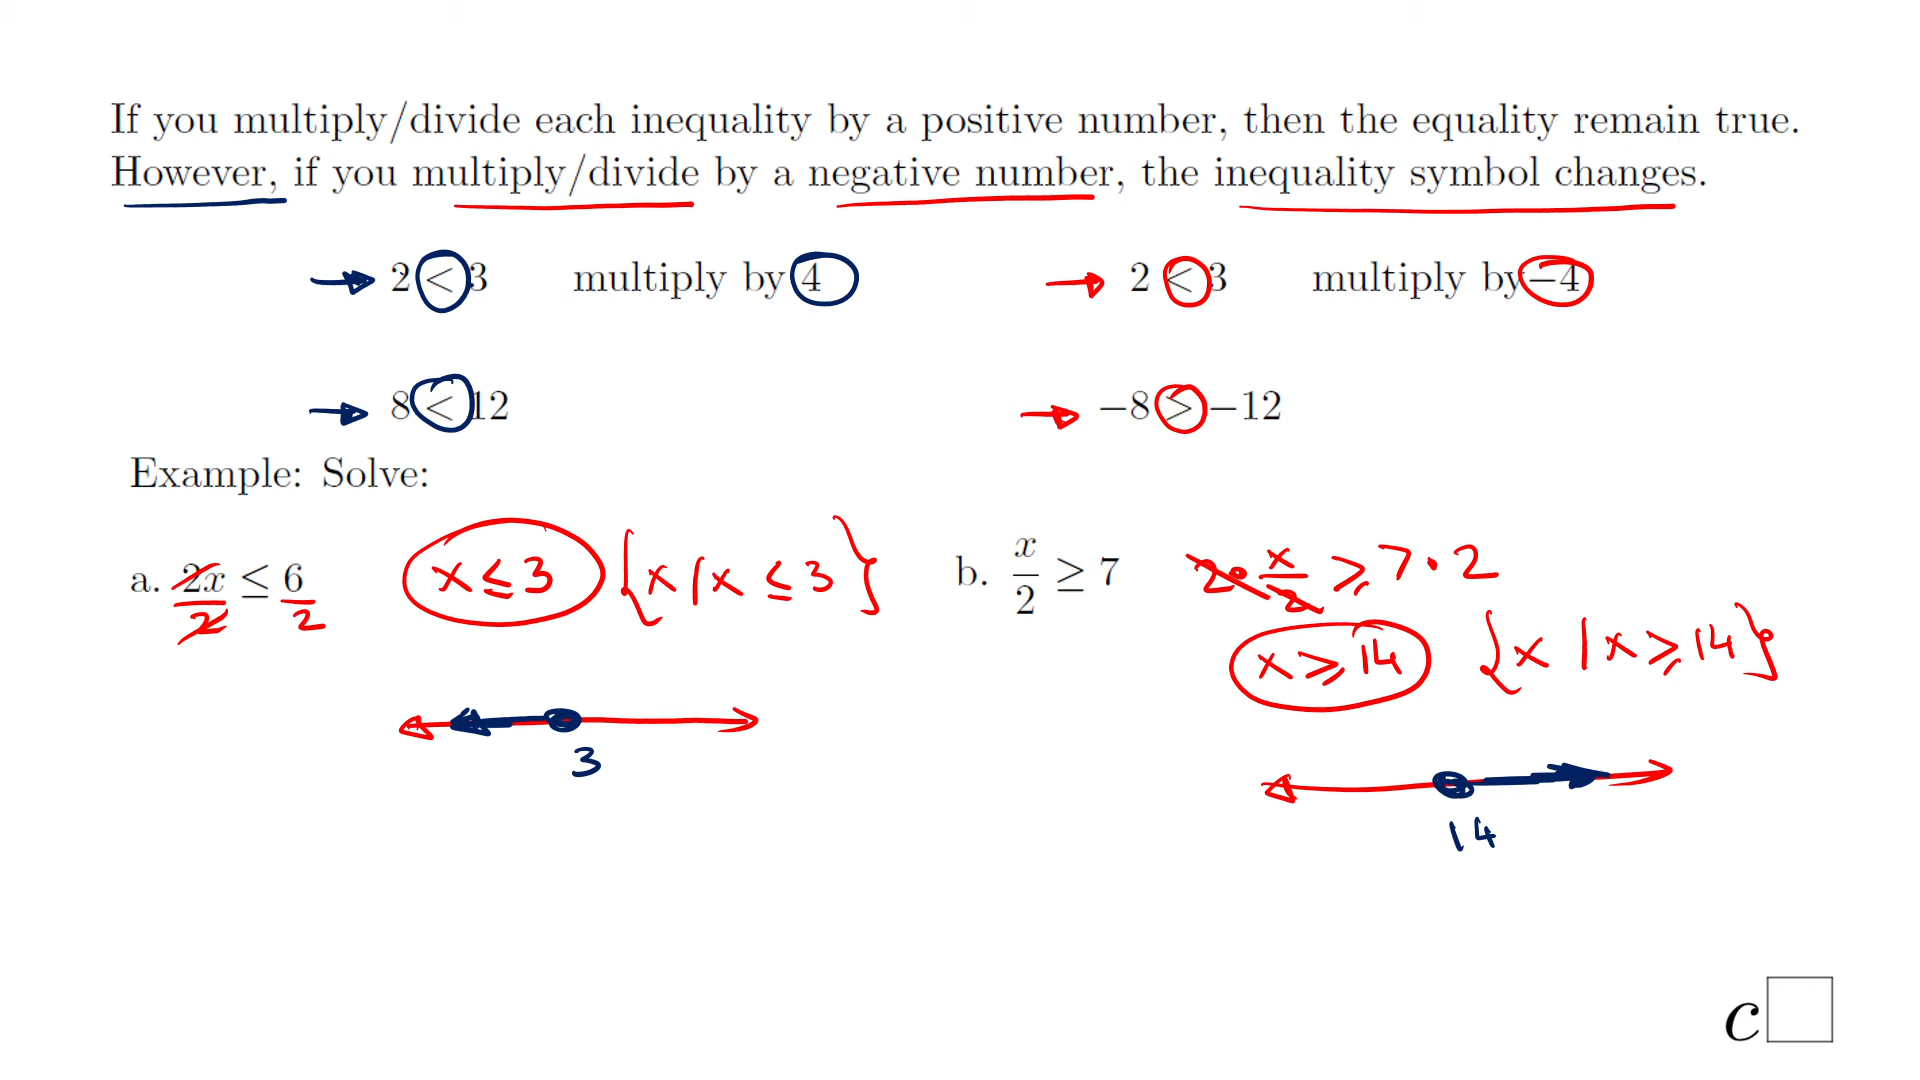 If you multiply/divide each inequality by a positive number, then the equality remain true.
However, if you multiply/divide by a negative number, the inequality symbol changes.
2 < 3 multiply by 4
2 < 3 multiply by −4
8 < 12
−8 > −12
Example: Solve:
a. 2x/2 ≤ 6/2
x ≤ 3 {x | x ≤ 3}
3
b. x/2 ≥ 7
2 • x/2 ≥ 7 • 2
x ≥ 14 {x | x ≥ 14}
14
c